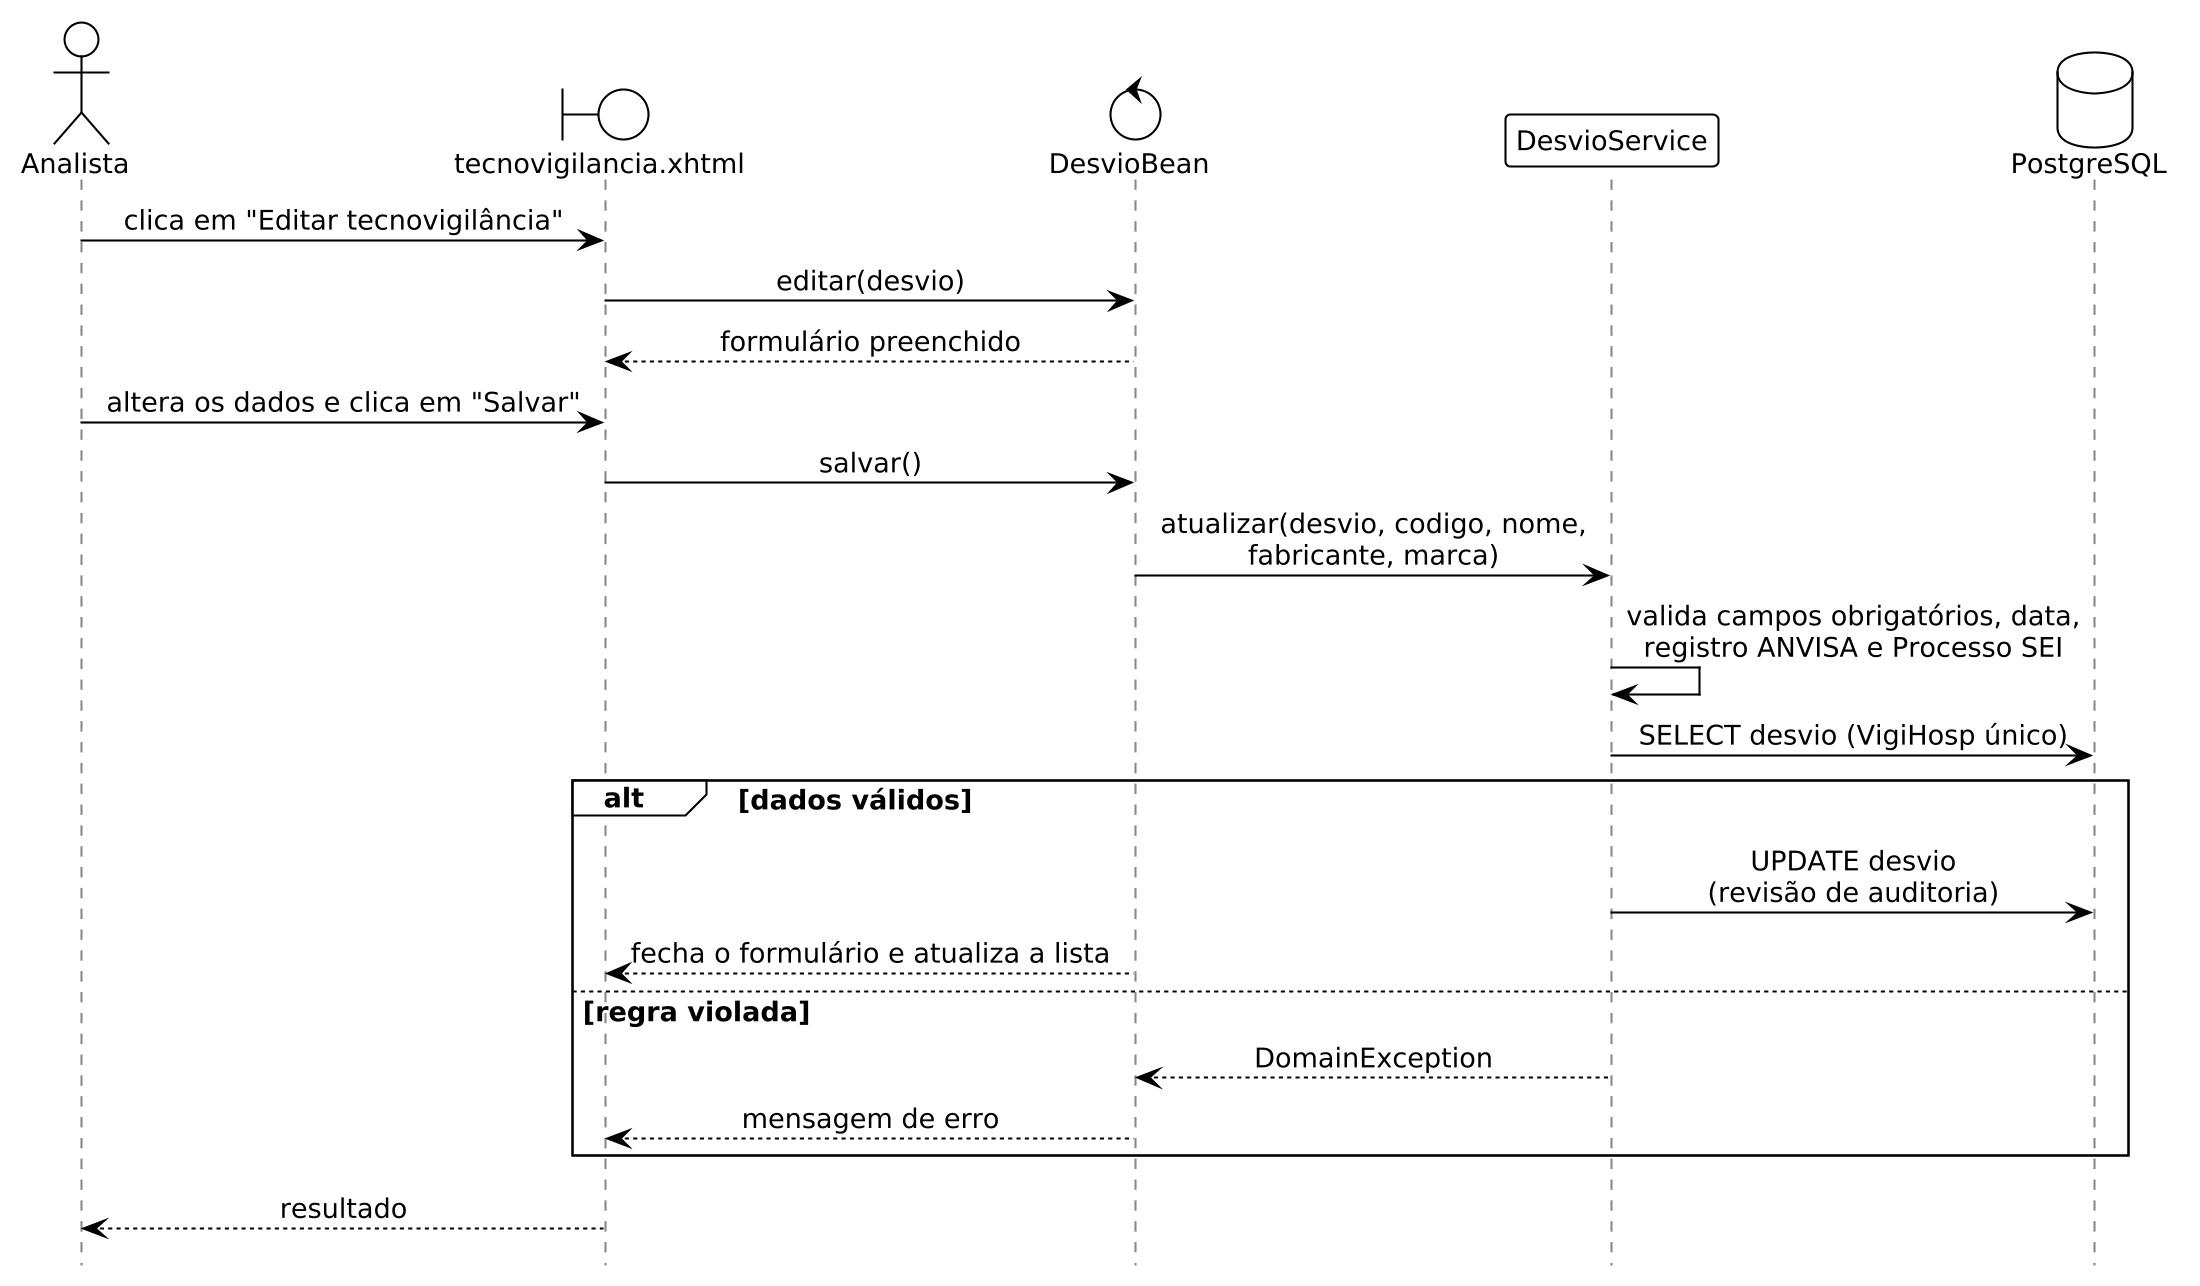 Analista
tecnovigilancia.xhtml
DesvioBean
DesvioService
PostgreSQL
clica em "Editar tecnovigilância"
editar(desvio)
formulário preenchido
altera os dados e clica em "Salvar"
salvar()
atualizar(desvio, codigo, nome,
fabricante, marca)
valida campos obrigatórios, data,
registro ANVISA e Processo SEI
SELECT desvio (VigiHosp único)
alt
[dados válidos]
UPDATE desvio
(revisão de auditoria)
fecha o formulário e atualiza a lista
[regra violada]
DomainException
mensagem de erro
resultado